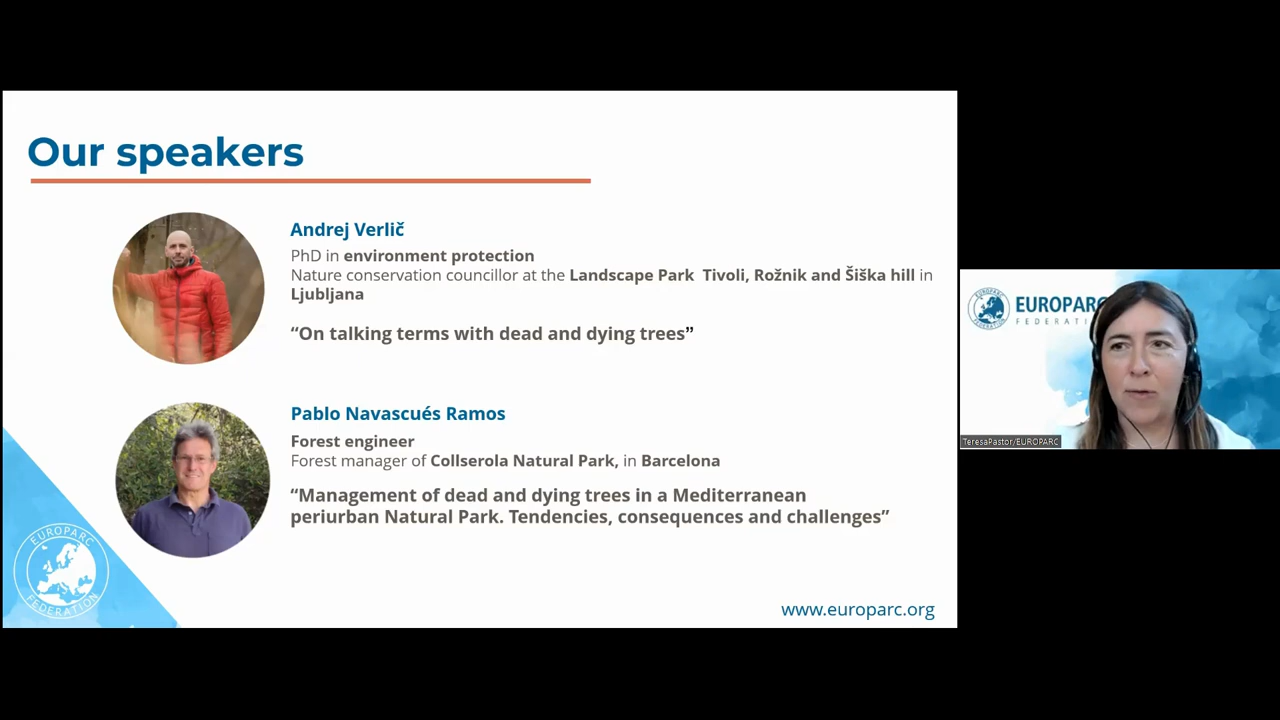 Our speakers
Andrej Verlič
PhD in environment protection
Nature conservation councillor at the Landscape Park Tivoli, Rožnik and Šiška hill in
Ljubljana
“On talking terms with dead and dying trees”
Pablo Navascués Ramos
Forest engineer
Forest manager of Collserola Natural Park, in Barcelona
“Management of dead and dying trees in a Mediterranean
periurban Natural Park. Tendencies, consequences and challenges”
EUROPARC
FEDERATION
www.europarc.org
EUROPARC
FEDERATI
TeresaPastor/EUROPARC